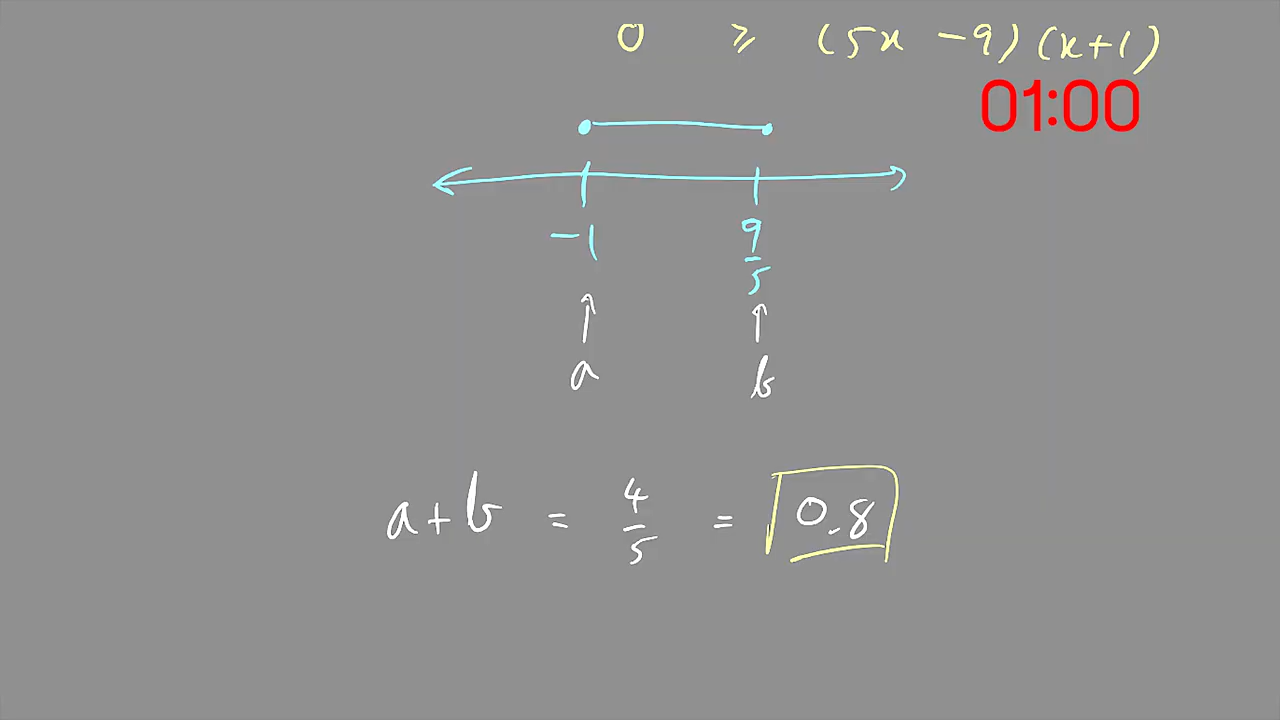 0 ⩾ (5x - 9)(x+1)
01:00
-1 9/5
a b
a+b = 4/5 = 0.8